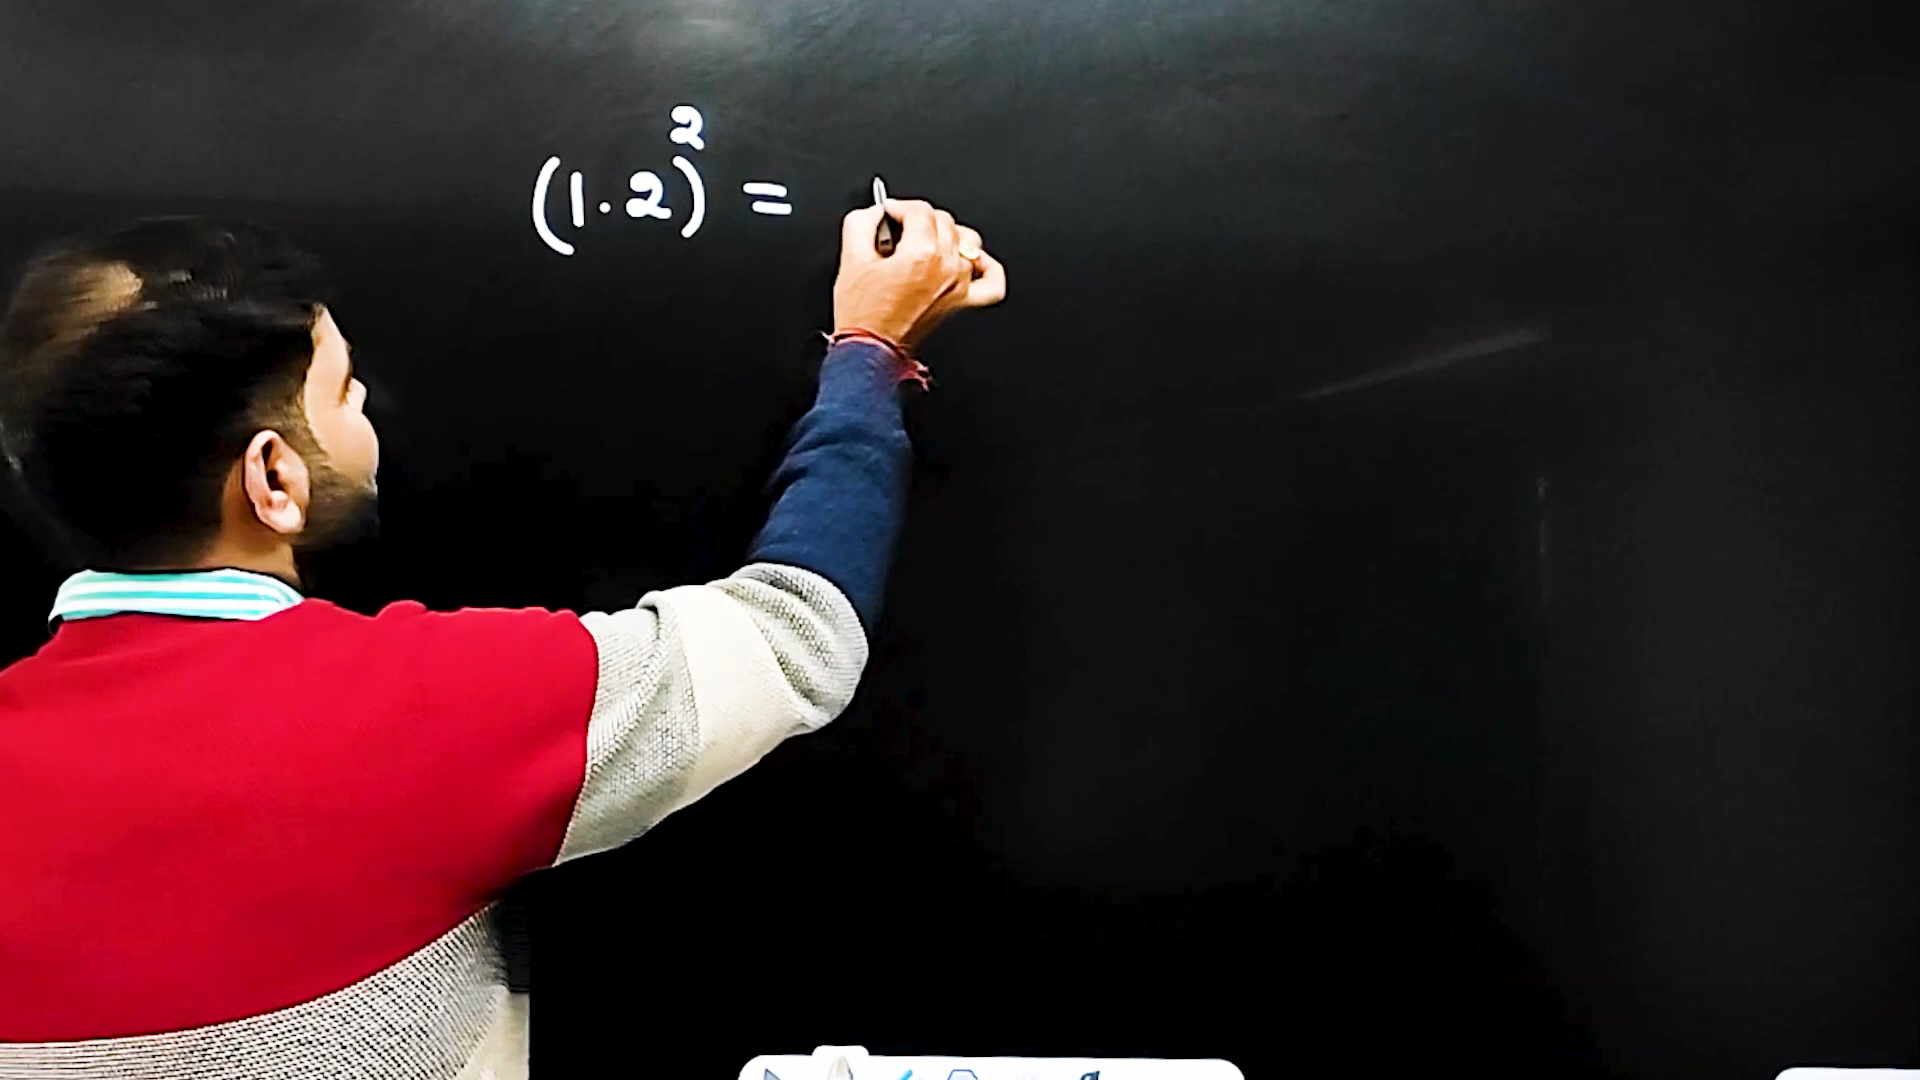 (1.2)² =